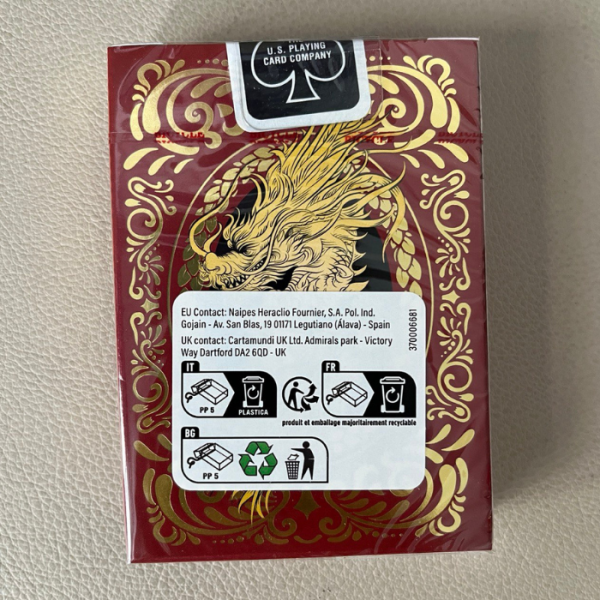 U.S. PLAYING
CARD COMPANY
EU Contact: Naipes Heraclio Fournier, S.A. Pol. Ind.
Gojain - Av. San Blas, 19 01171 Legutiano (Álava) - Spain
UK contact: Cartamundi UK Ltd. Admirals park - Victory
Way Dartford DA2 6QD - UK
370006681
IT
PP 5
PLASTICA
FR
produit et emballage majoritairement recyclable
BG
PP 5